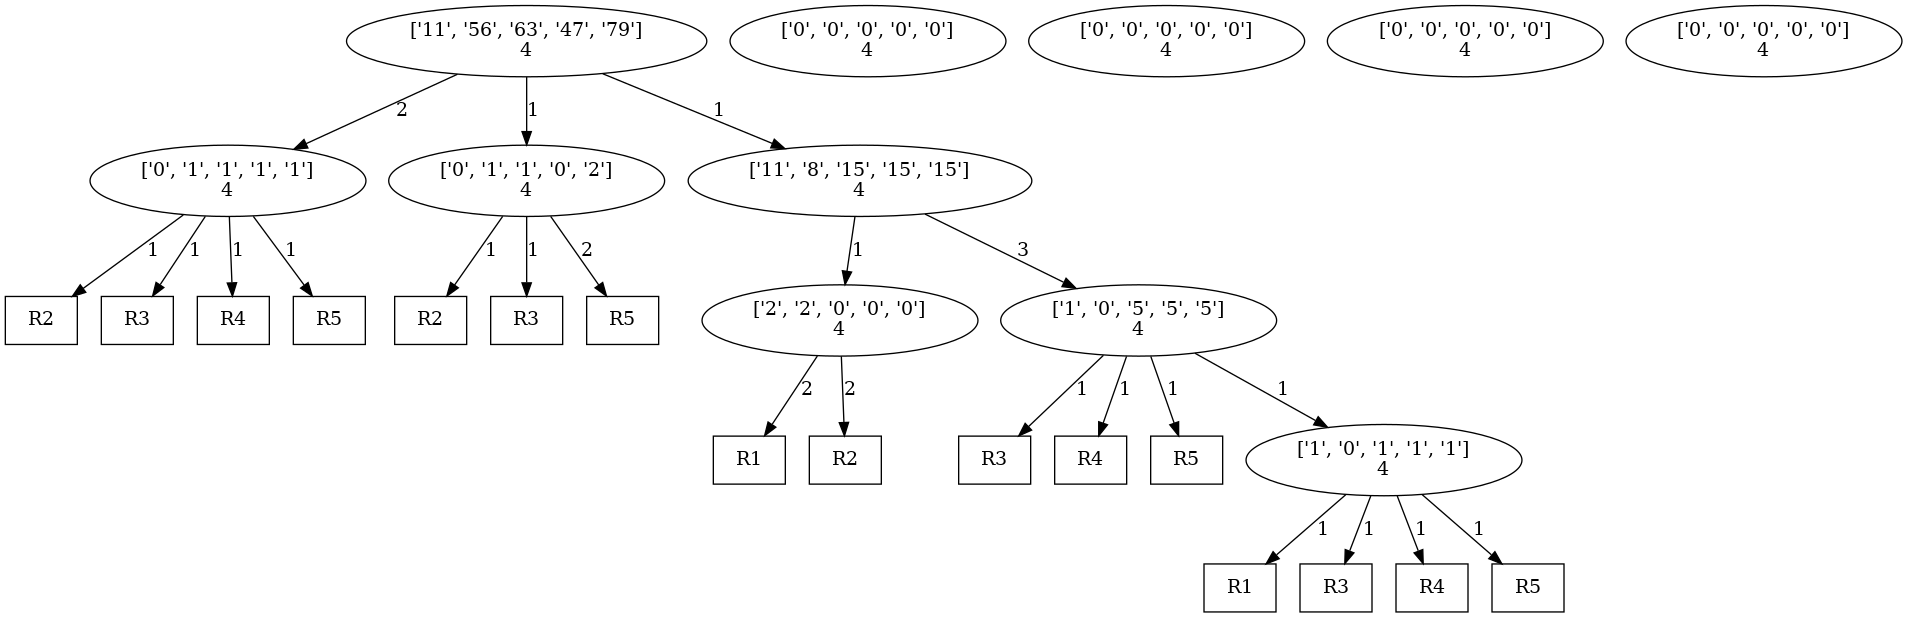 ['11', '56', '63', '47', '79']
4
['0', '0', '0', '0', '0']
4
['0', '0', '0', '0', '0']
4
['0', '0', '0', '0', '0']
4
['0', '0', '0', '0', '0']
4
2
1
1
['0', '1', '1', '1', '1']
4
['0', '1', '1', '0', '2']
4
['11', '8', '15', '15', '15']
4
1
1
1
1
1
1
2
1
3
R2
R3
R4
R5
R2
R3
R5
['2', '2', '0', '0', '0']
4
['1', '0', '5', '5', '5']
4
2
2
1
1
1
1
R1
R2
R3
R4
R5
['1', '0', '1', '1', '1']
4
1
1
1
1
R1
R3
R4
R5